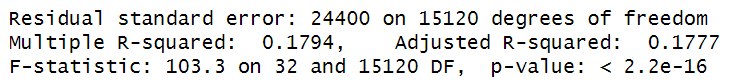 Residual standard error: 24400 on 15120 degrees of freedom
Multiple R-squared:  0.1794,    Adjusted R-squared:  0.1777
F-statistic: 103.3 on 32 and 15120 DF,  p-value: < 2.2e-16